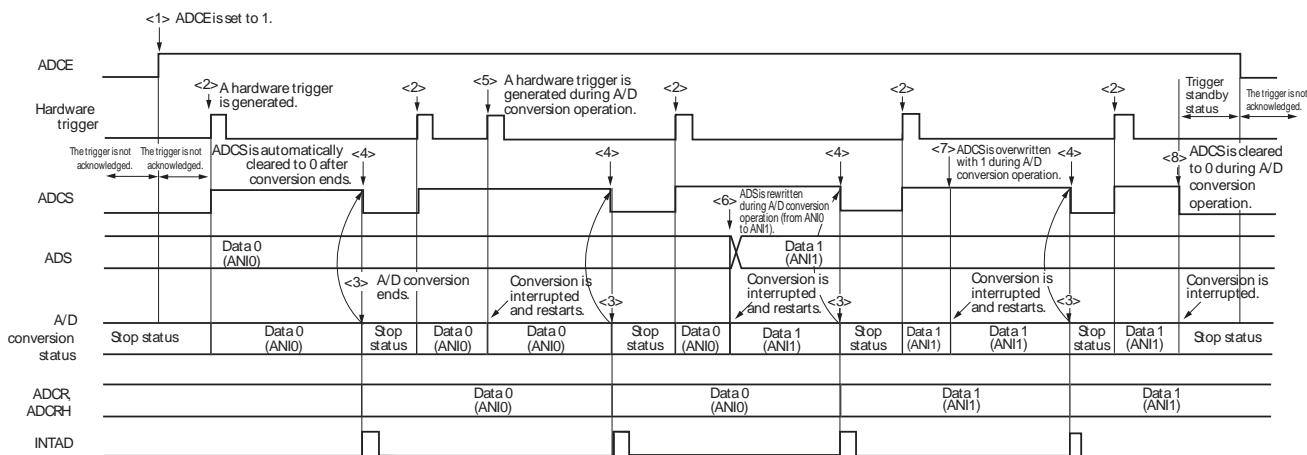 <1> ADCE is set to 1.
ADCE
<2> A hardware trigger
is generated.
<2>
<5> A hardware trigger is
generated during A/D
conversion operation.
<2>
<2>
<2>
Trigger
standby
status
The trigger is not
acknowledged.
Hardware
trigger
The trigger is not
acknowledged.
The trigger is not
acknowledged.
ADCS is automatically
cleared to 0 after
conversion ends.
<4>
<4>
<4>
<7> ADCS is overwritten
with 1 during A/D
conversion operation.
<4>
<8> ADCS is cleared
to 0 during A/D
conversion
operation.
ADCS
<6> ADS is rewritten
during A/D conversion
operation (from ANI0
to ANI1).
ADS
Data 0
(ANI0)
Data 1
(ANI1)
<3> A/D conversion
ends.
Conversion is
interrupted
and restarts.
<3>
Conversion is
interrupted
and restarts.
<3>
Conversion is
interrupted
and restarts.
<3>
Conversion is
interrupted.
A/D
conversion
status
Stop status
Data 0
(ANI0)
Stop
status
Data 0
(ANI0)
Data 0
(ANI0)
Stop
status
Data 0
(ANI0)
Data 1
(ANI1)
Stop
status
Data 1
(ANI1)
Data 1
(ANI1)
Stop
status
Data 1
(ANI1)
Stop status
ADCR,
ADCRH
Data 0
(ANI0)
Data 0
(ANI0)
Data 1
(ANI1)
Data 1
(ANI1)
INTAD